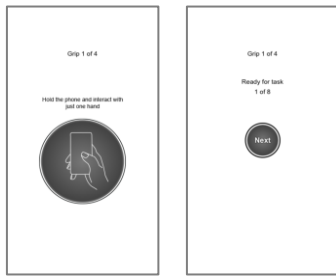 Grip 1 of 4
Hold the phone and interact with
just one hand
Grip 1 of 4
Ready for task
1 of 8
Next